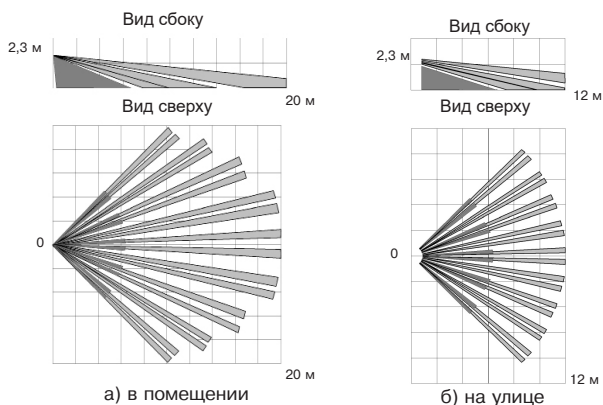 Вид сбоку
2,3 м
20 м
Вид сверху
0
20 м
а) в помещении
Вид сбоку
2,3 м
12 м
Вид сверху
0
12 м
б) на улице